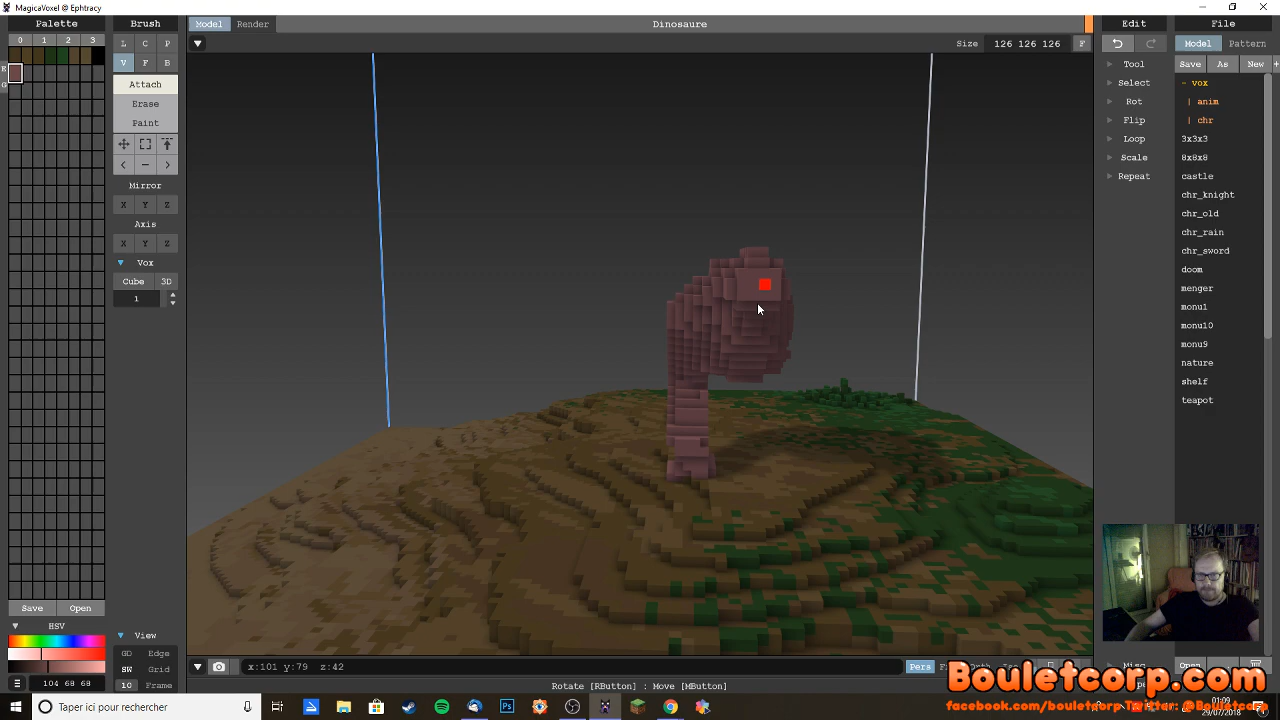 MagicaVoxel @ Ephtracy
Palette
Brush
Model Render
Dinosaure
Edit
File
0 1 2 3
L C P
Size 126 126 126 F
Model Pattern
V F B
Tool
Save As New +
E
G
Attach
Select
- vox
Erase
Rot
| anim
Paint
Flip
| chr
Loop
3x3x3
Scale
8x8x8
< - >
Repeat
castle
Mirror
chr_knight
X Y Z
chr_old
Axis
chr_rain
X Y Z
chr_sword
Vox
doom
Cube 3D
menger
1
monu1
monu10
monu9
nature
shelf
teapot
Save Open
HSV
View
GD Edge
SW Grid
104 68 68
10 Frame
x:101 y:79 z:42
Pers
Rotate [RButton] : Move [MButton]
Bouletcorp.com
facebook.com/bouletcorp Twitter: @Bouletcorp
Taper ici pour rechercher
01:09
29/07/2018